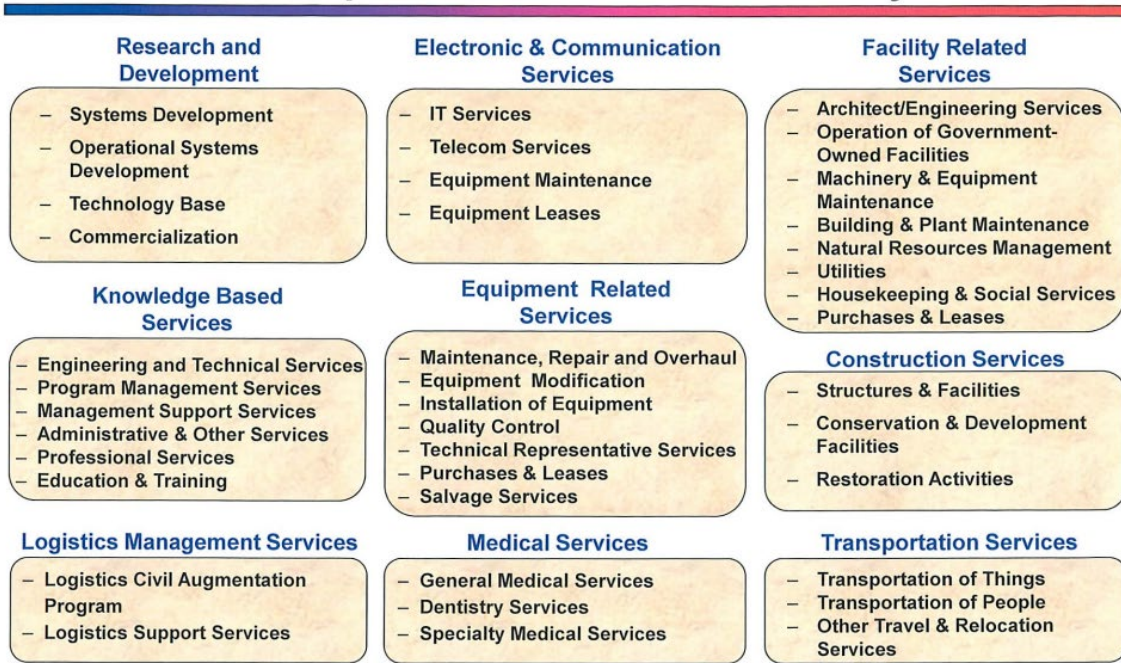 Research and
Development
– Systems Development
– Operational Systems
Development
– Technology Base
– Commercialization
Electronic & Communication
Services
– IT Services
– Telecom Services
– Equipment Maintenance
– Equipment Leases
Facility Related
Services
– Architect/Engineering Services
– Operation of Government-
Owned Facilities
– Machinery & Equipment
Maintenance
– Building & Plant Maintenance
– Natural Resources Management
– Utilities
– Housekeeping & Social Services
– Purchases & Leases
Knowledge Based
Services
– Engineering and Technical Services
– Program Management Services
– Management Support Services
– Administrative & Other Services
– Professional Services
– Education & Training
Equipment Related
Services
– Maintenance, Repair and Overhaul
– Equipment Modification
– Installation of Equipment
– Quality Control
– Technical Representative Services
– Purchases & Leases
– Salvage Services
Construction Services
– Structures & Facilities
– Conservation & Development
Facilities
– Restoration Activities
Logistics Management Services
– Logistics Civil Augmentation
Program
– Logistics Support Services
Medical Services
– General Medical Services
– Dentistry Services
– Specialty Medical Services
Transportation Services
– Transportation of Things
– Transportation of People
– Other Travel & Relocation
Services